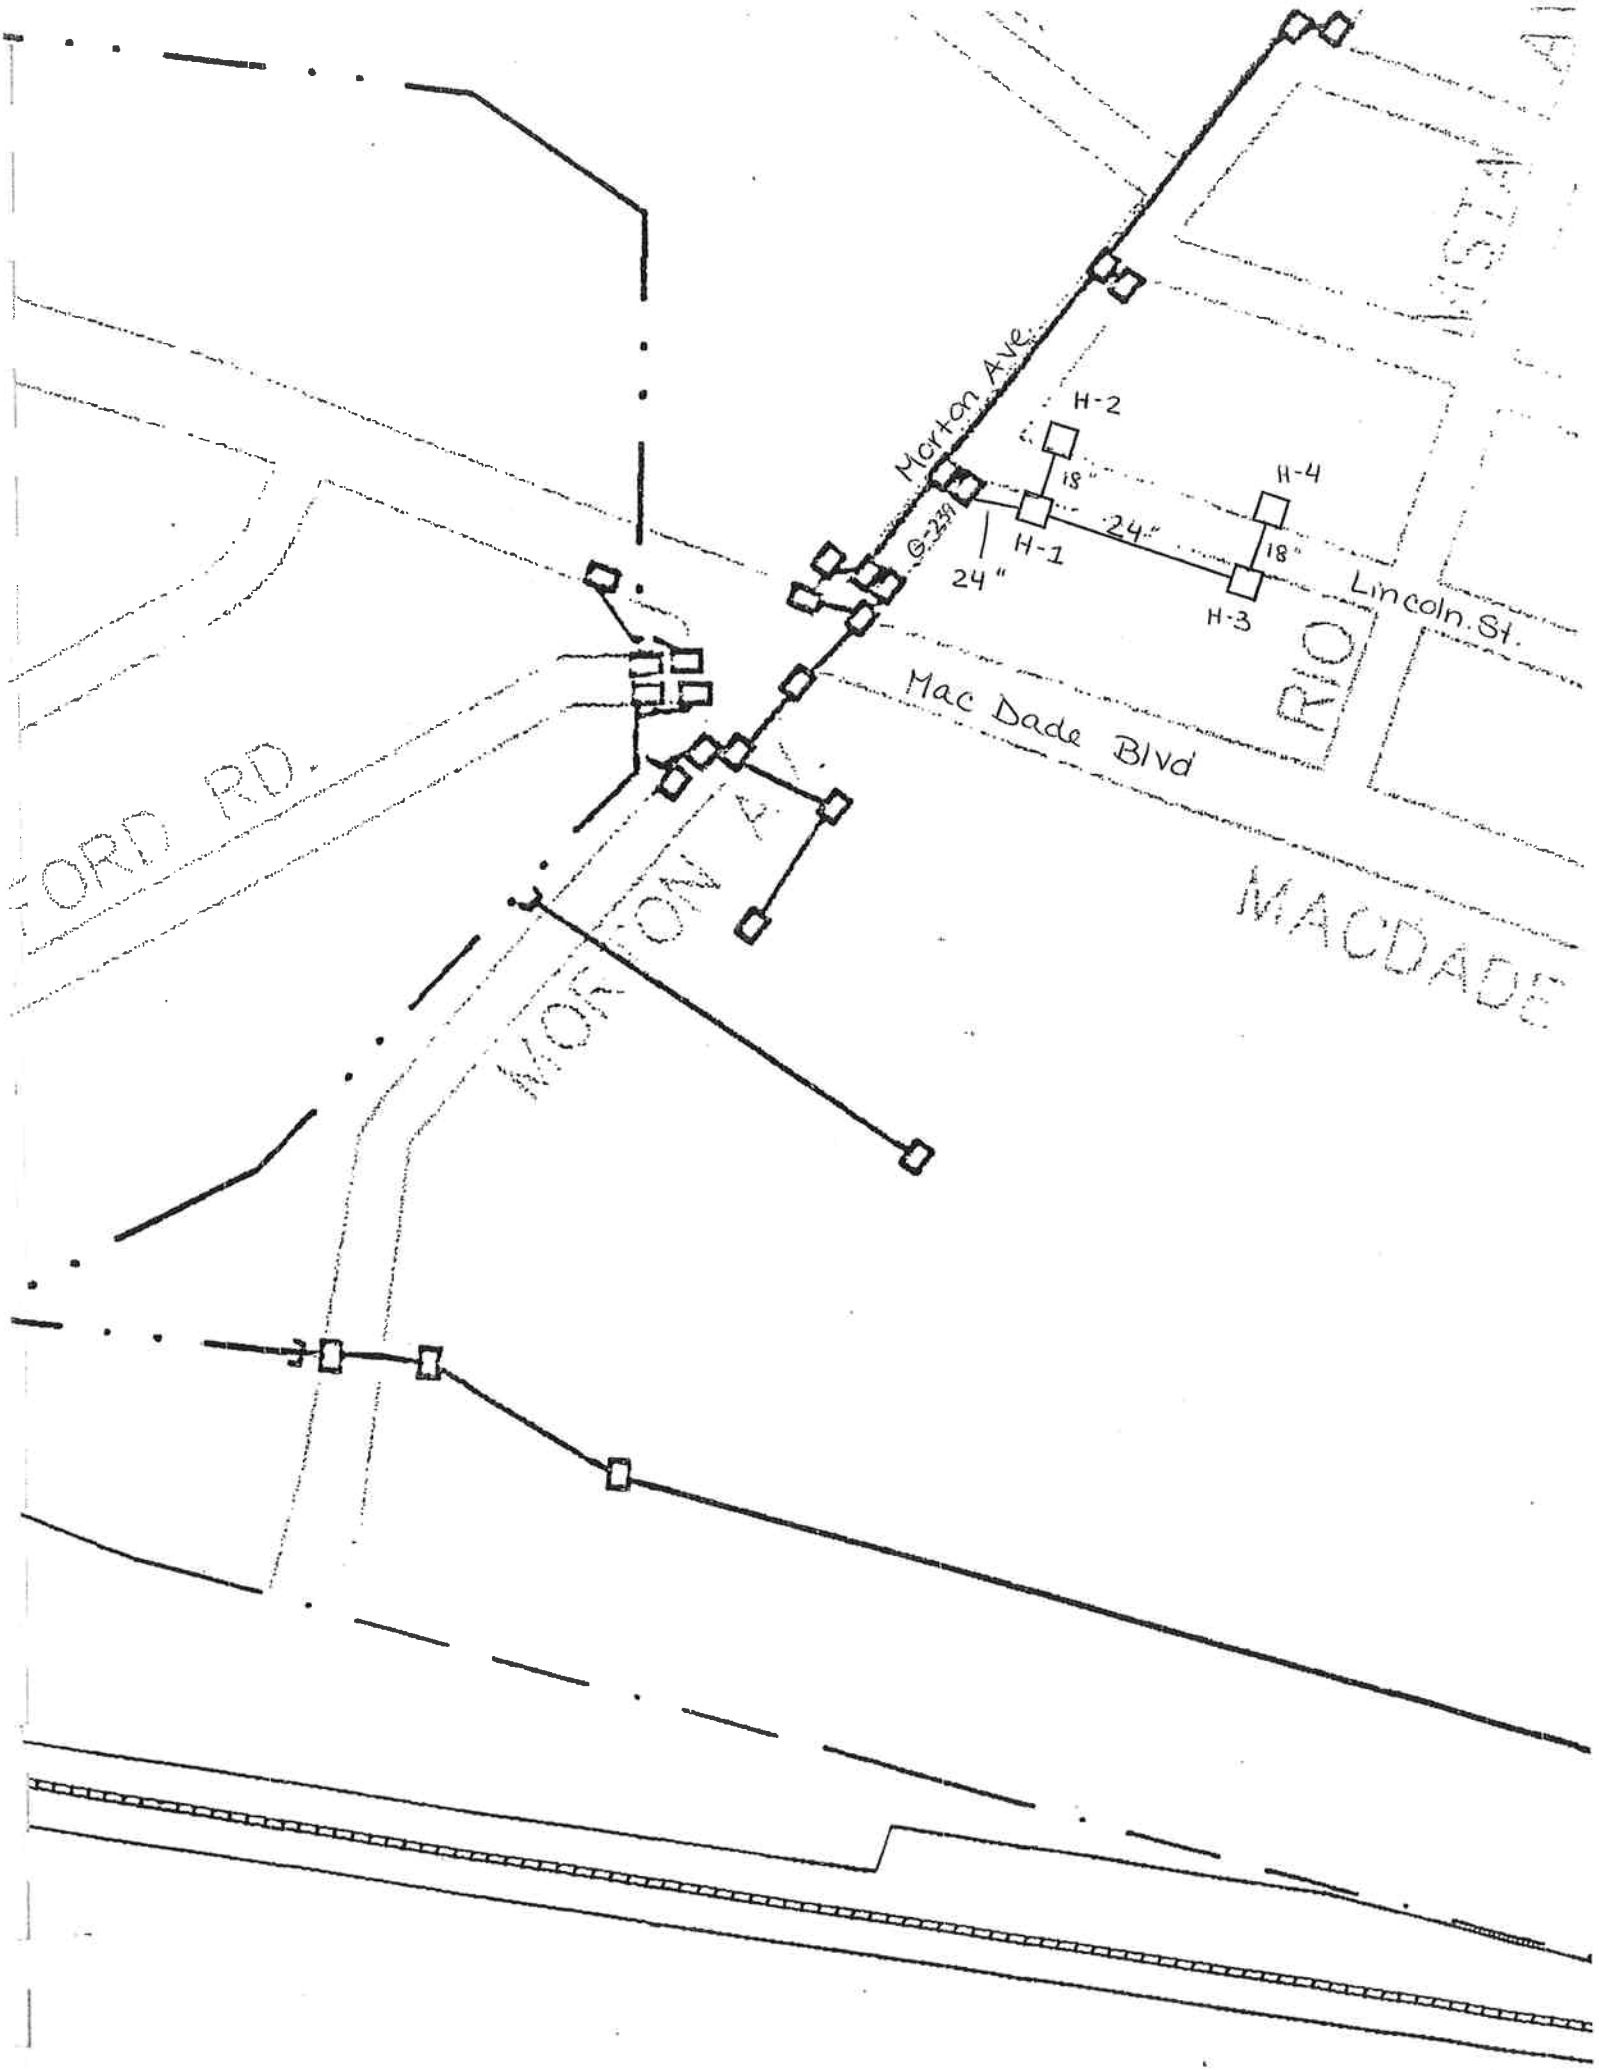 Morton Ave.
H-2
18"
H-4
G-239
24"
H-1
24"
18"
H-3
Lincoln St.
RIO
Mac Dade Blvd
FORD RD.
MORTON AV.
MACDADE